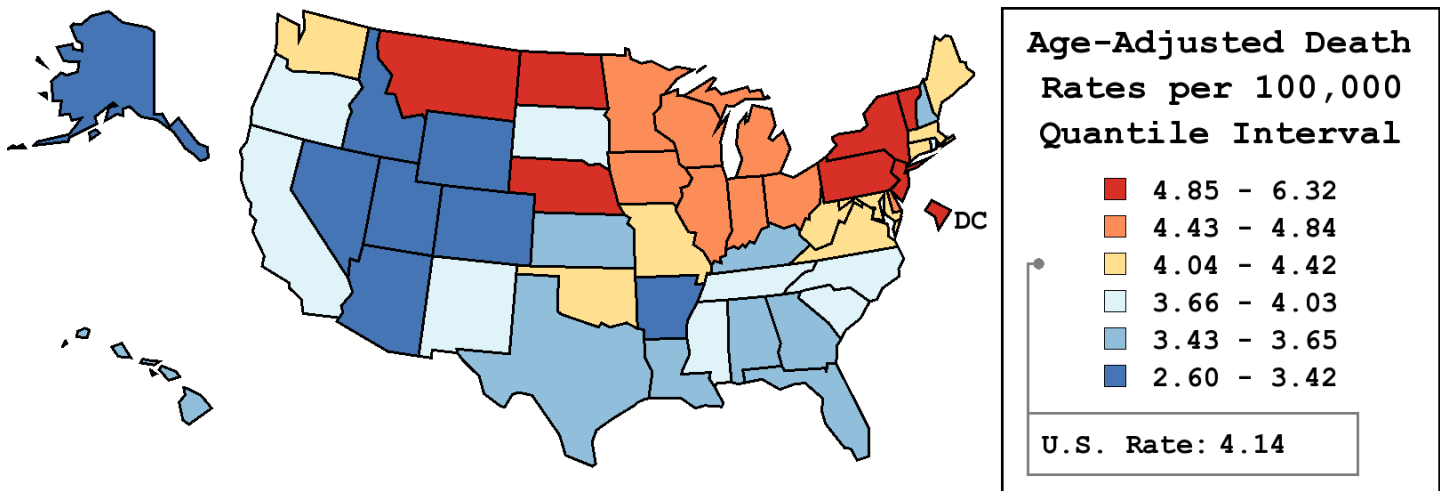 DC
Age-Adjusted Death
Rates per 100,000
Quantile Interval
4.85 - 6.32
4.43 - 4.84
4.04 - 4.42
3.66 - 4.03
3.43 - 3.65
2.60 - 3.42
U.S. Rate: 4.14